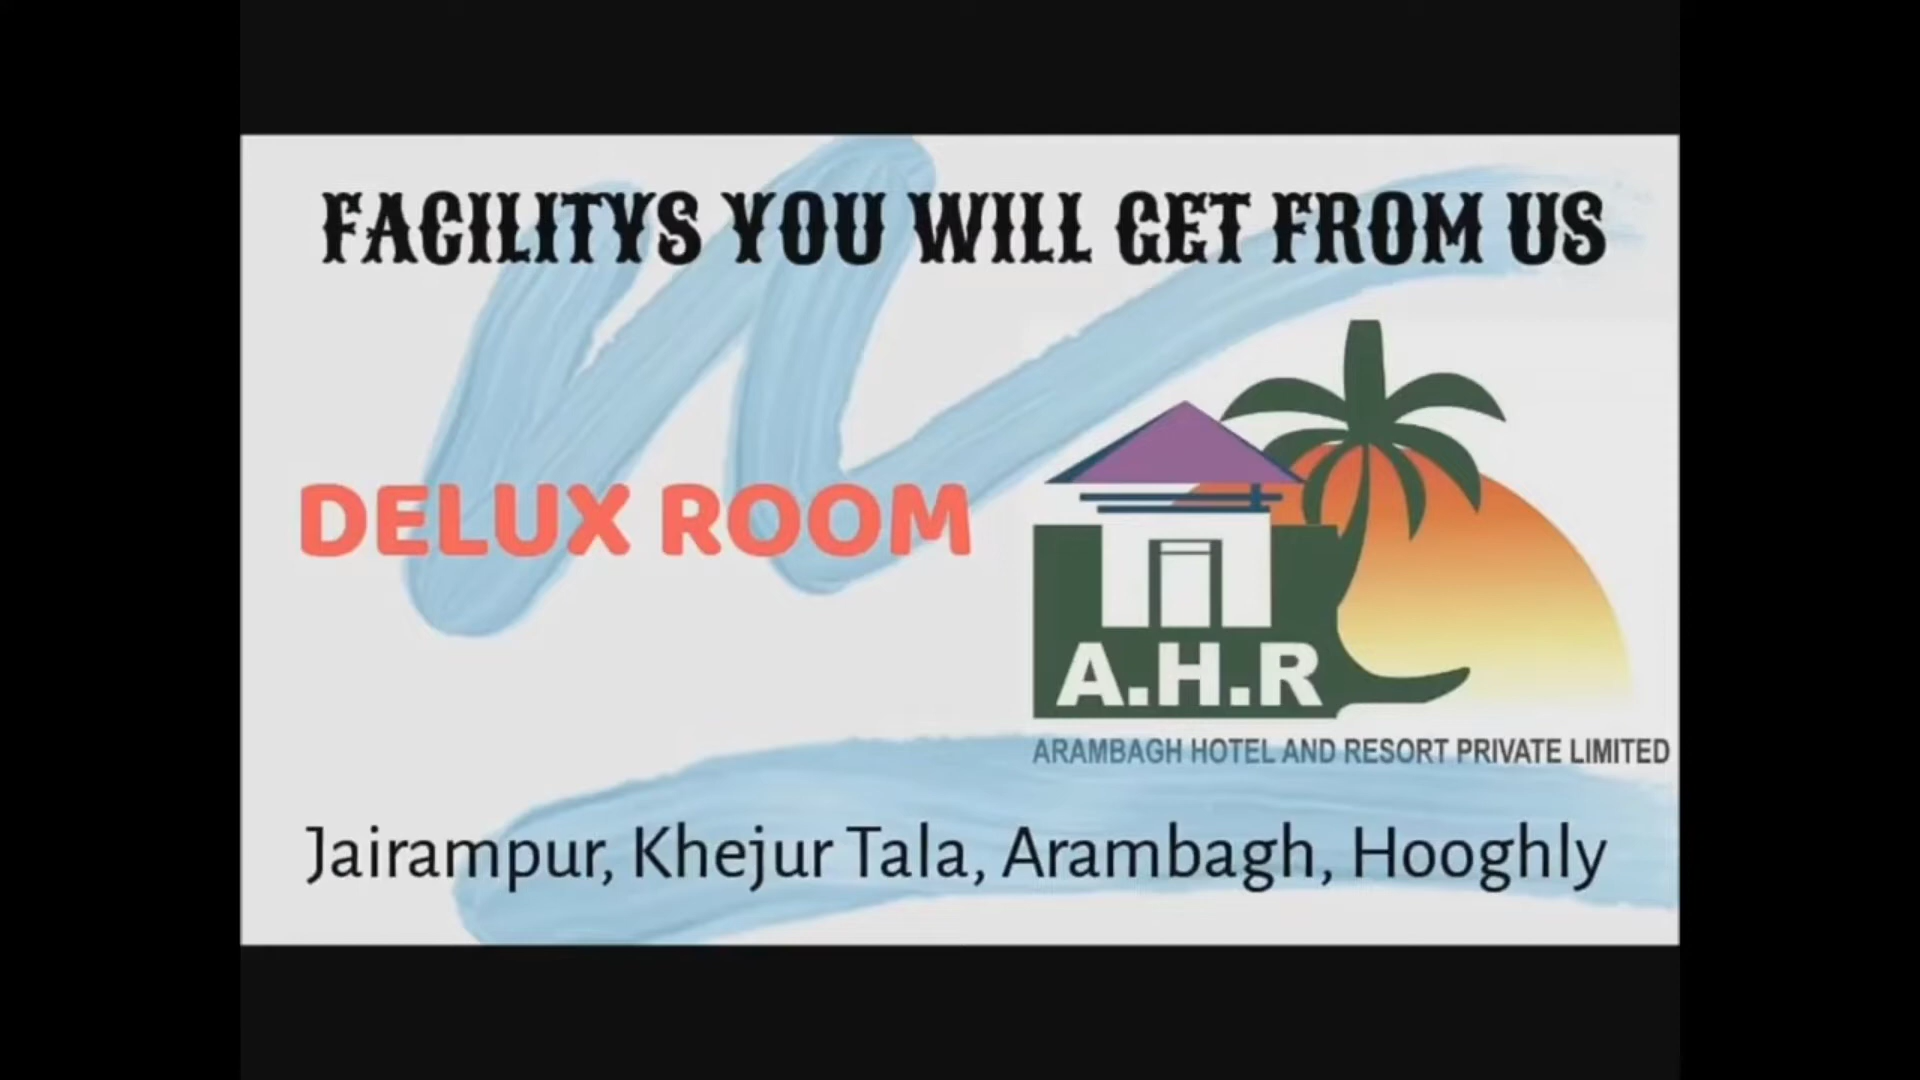 FACILITYS YOU WILL GET FROM US
DELUX ROOM
A.H.R
ARAMBAGH HOTEL AND RESORT PRIVATE LIMITED
Jairampur, Khejur Tala, Arambagh, Hooghly